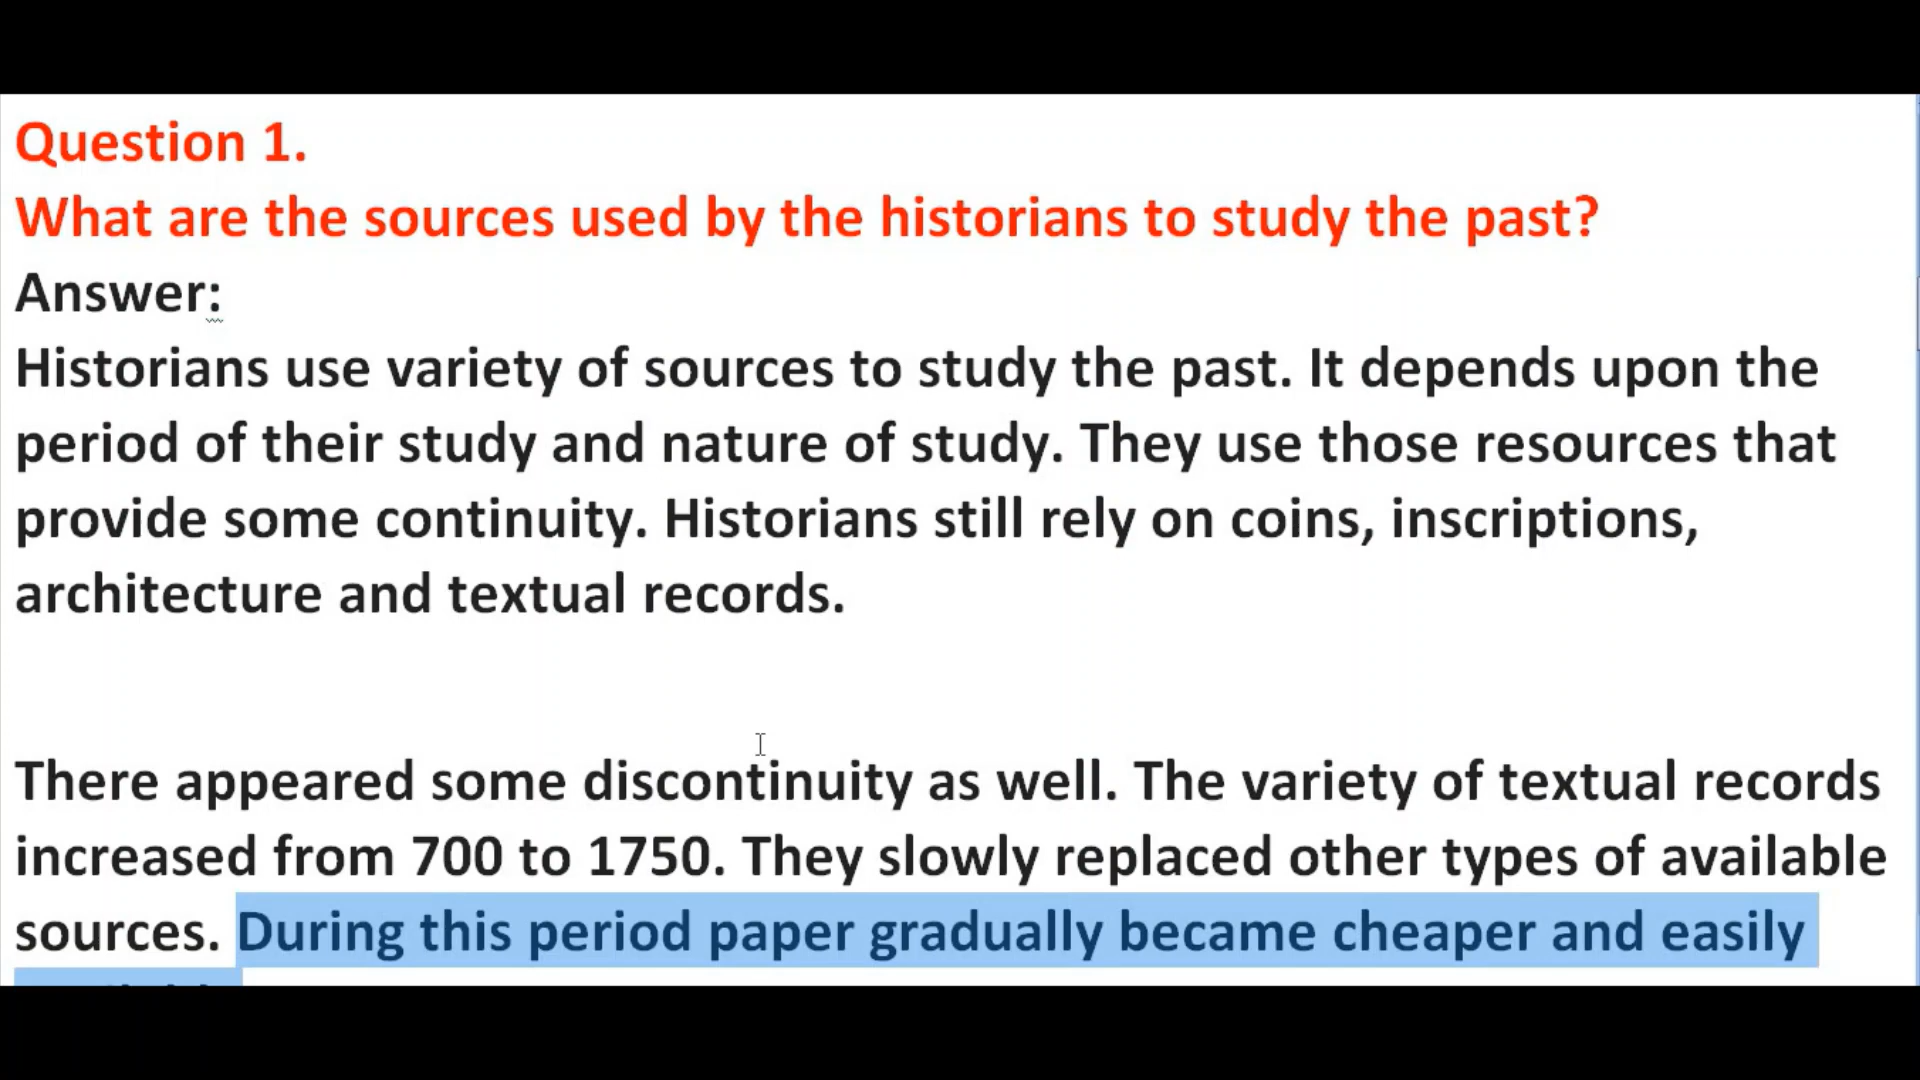 Question 1.
What are the sources used by the historians to study the past?
Answer:
Historians use variety of sources to study the past. It depends upon the
period of their study and nature of study. They use those resources that
provide some continuity. Historians still rely on coins, inscriptions,
architecture and textual records.
There appeared some discontinuity as well. The variety of textual records
increased from 700 to 1750. They slowly replaced other types of available
sources. During this period paper gradually became cheaper and easily